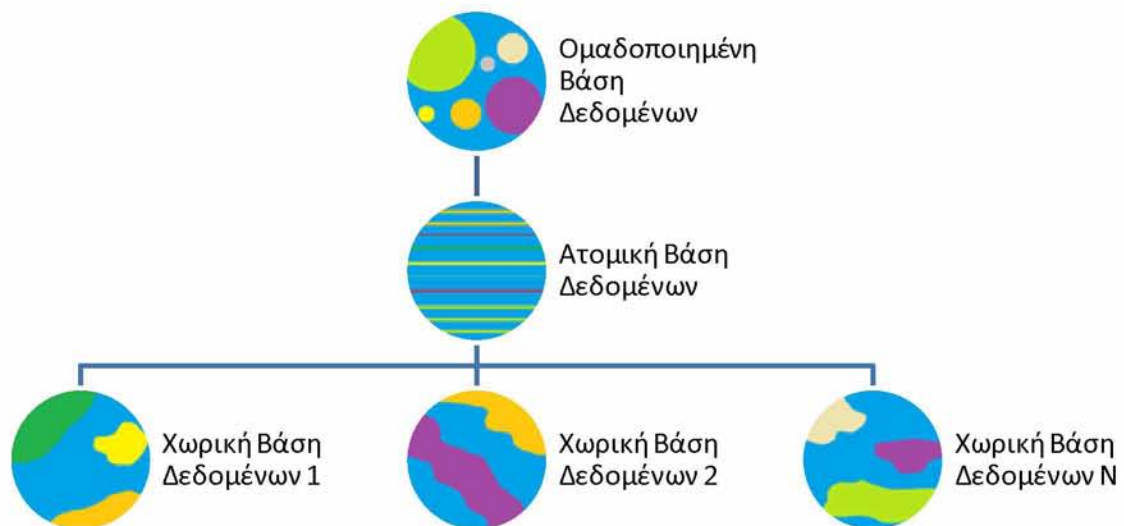 Ομαδοποιημένη
Βάση
Δεδομένων
Ατομική Βάση
Δεδομένων
Χωρική Βάση
Δεδομένων 1
Χωρική Βάση
Δεδομένων 2
Χωρική Βάση
Δεδομένων Ν